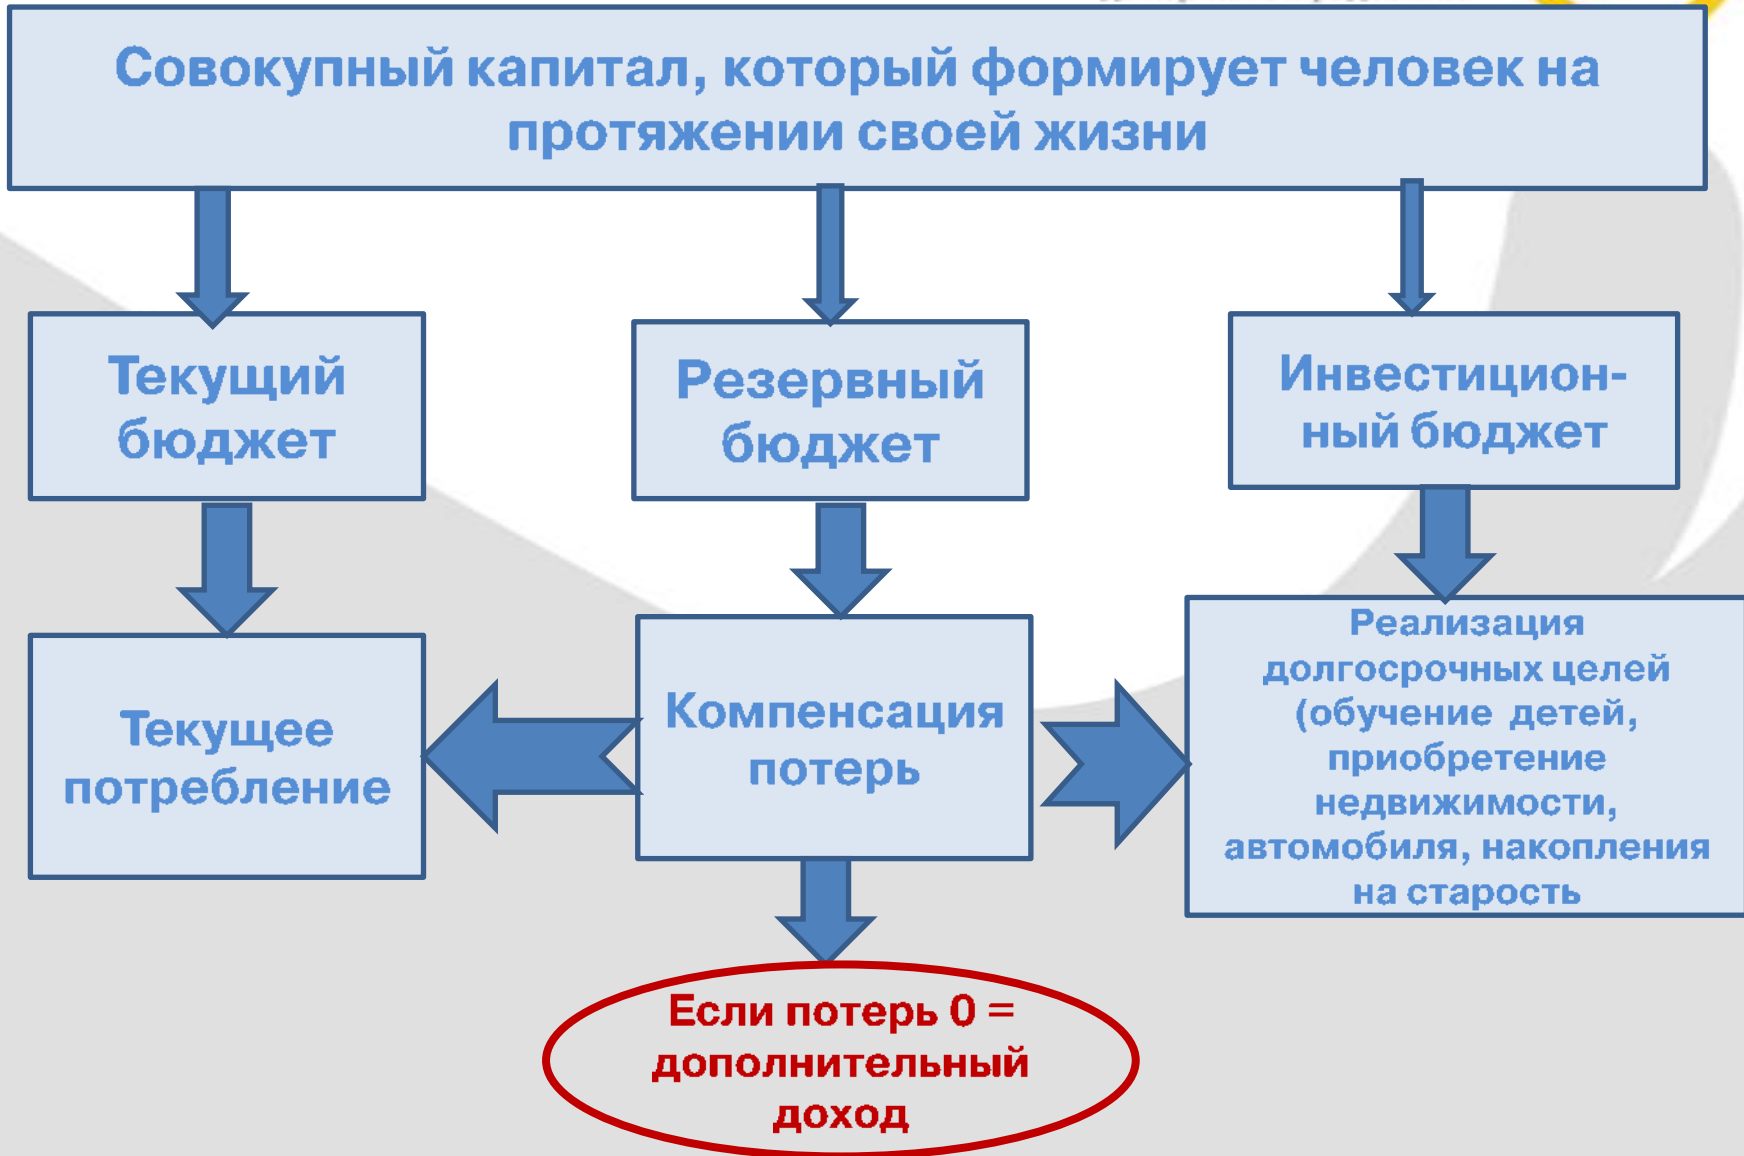 Совокупный капитал, который формирует человек на
протяжении своей жизни
Текущий
бюджет
Резервный
бюджет
Инвестицион-
ный бюджет
Текущее
потребление
Компенсация
потерь
Реализация
долгосрочных целей
(обучение детей,
приобретение
недвижимости,
автомобиля, накопления
на старость
Если потерь 0 =
дополнительный
доход